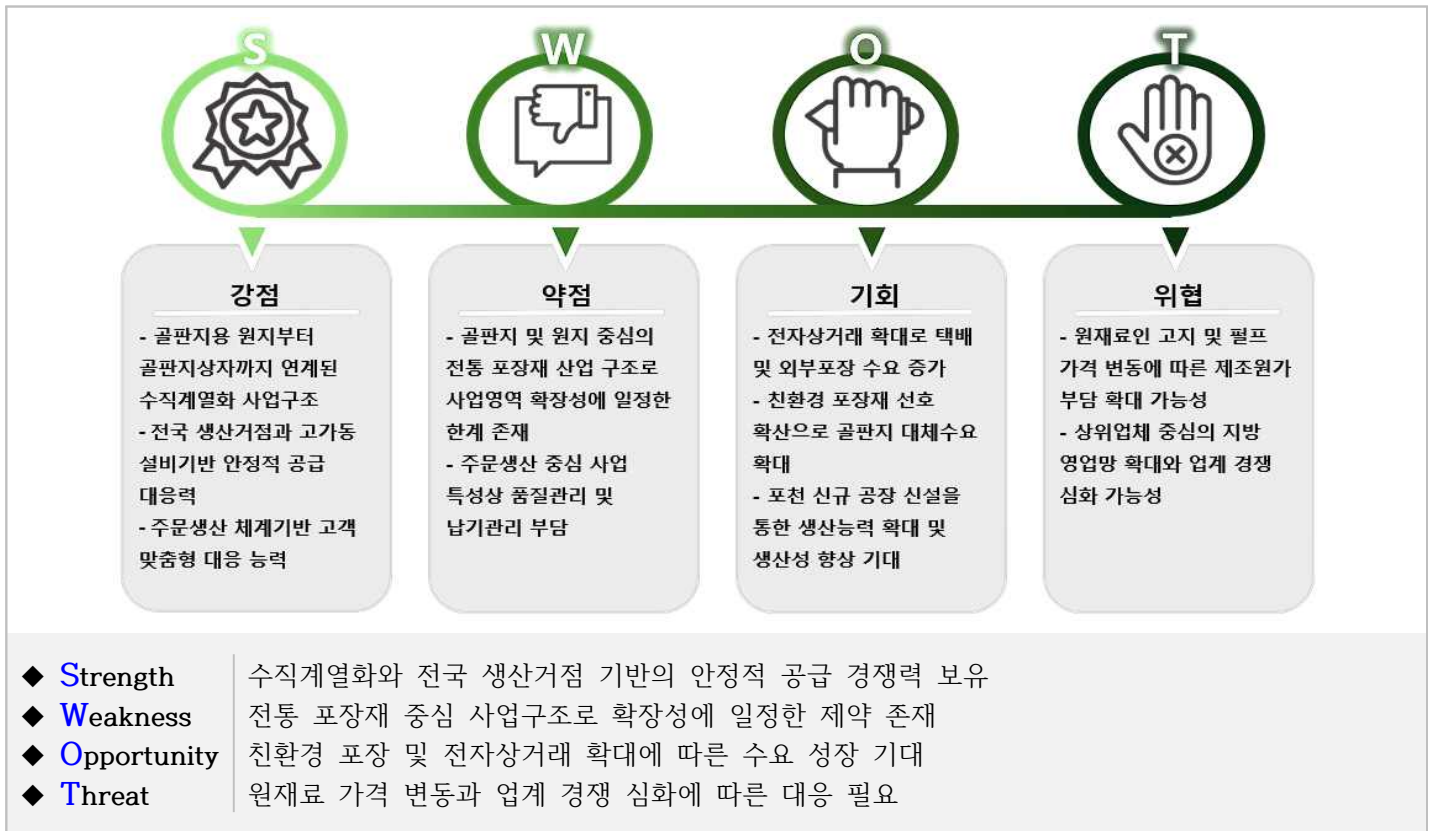 S W O T
강점
- 골판지용 원지부터
골판지상자까지 연계된
수직계열화 사업구조
- 전국 생산거점과 고가동
설비기반 안정적 공급
대응력
- 주문생산 체계기반 고객
맞춤형 대응 능력
약점
- 골판지 및 원지 중심의
전통 포장재 산업 구조로
사업영역 확장성에 일정한
한계 존재
- 주문생산 중심 사업
특성상 품질관리 및
납기관리 부담
기회
- 전자상거래 확대로 택배
및 외부포장 수요 증가
- 친환경 포장재 선호
확산으로 골판지 대체수요
확대
- 포천 신규 공장 신설을
통한 생산능력 확대 및
생산성 향상 기대
위협
- 원재료인 고지 및 펄프
가격 변동에 따른 제조원가
부담 확대 가능성
- 상위업체 중심의 지방
영업망 확대와 업계 경쟁
심화 가능성
◆ Strength 수직계열화와 전국 생산거점 기반의 안정적 공급 경쟁력 보유
◆ Weakness 전통 포장재 중심 사업구조로 확장성에 일정한 제약 존재
◆ Opportunity 친환경 포장 및 전자상거래 확대에 따른 수요 성장 기대
◆ Threat 원재료 가격 변동과 업계 경쟁 심화에 따른 대응 필요